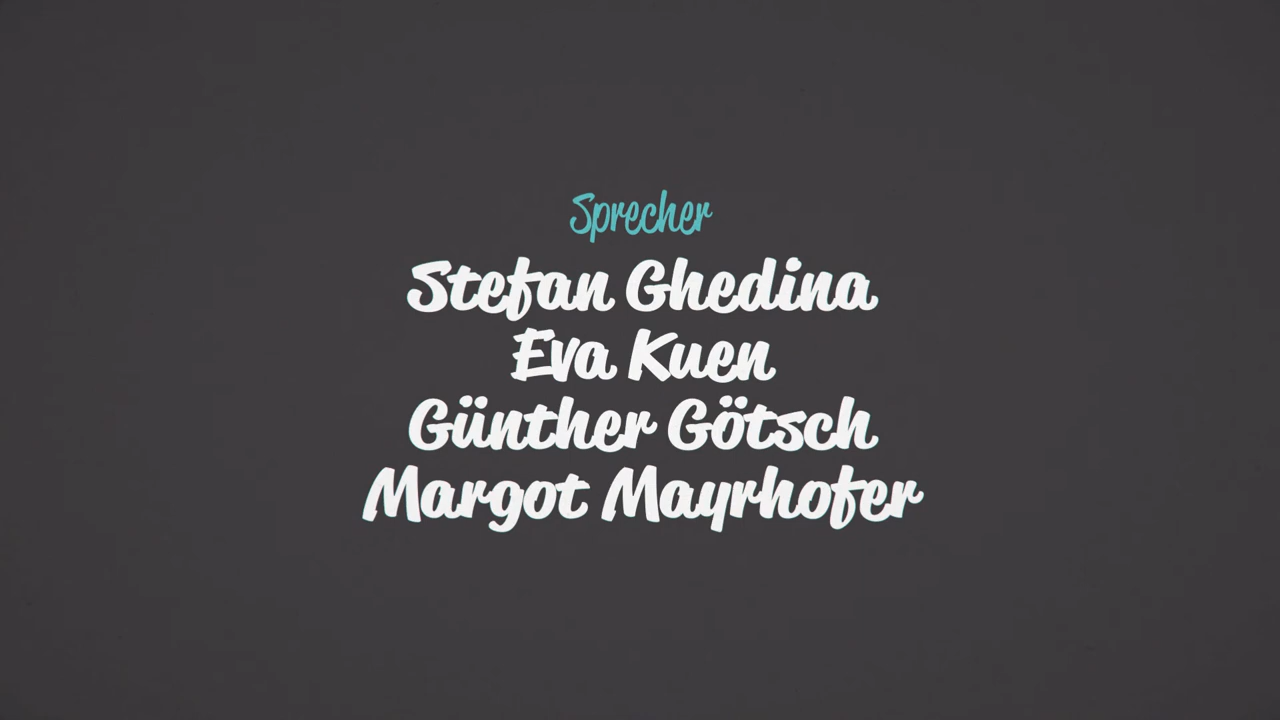 Sprecher
Stefan Ghedina
Eva Kuen
Günther Götsch
Margot Mayrhofer